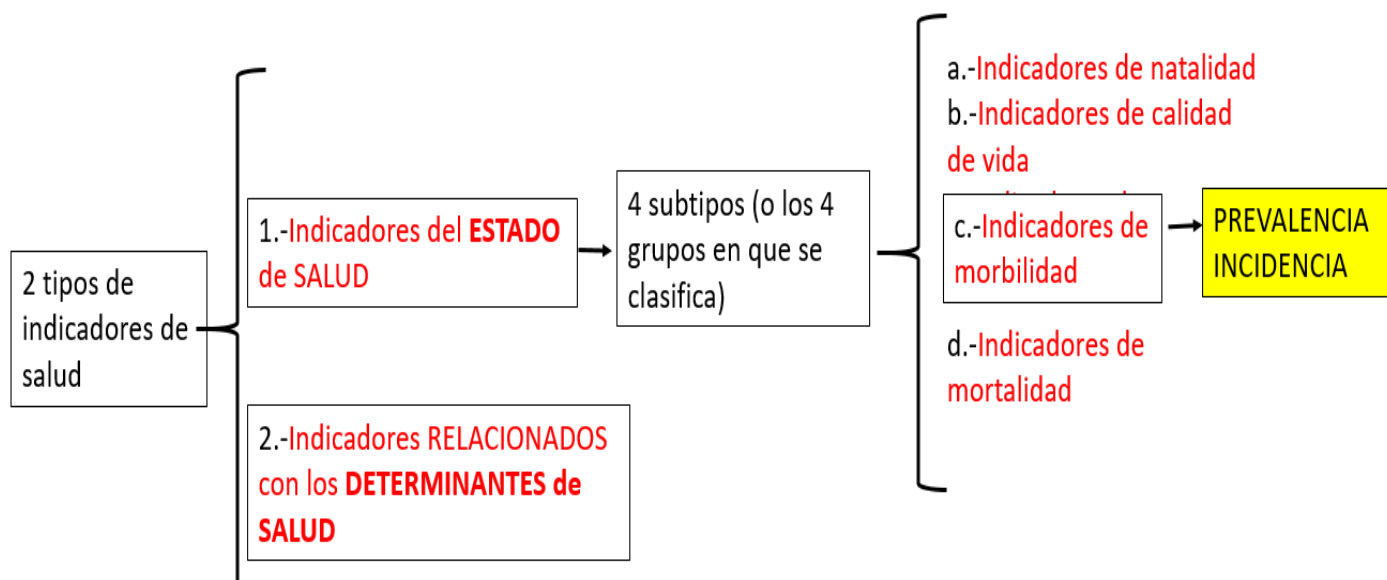 2 tipos de
indicadores de
salud
1.-Indicadores del ESTADO
de SALUD
2.-Indicadores RELACIONADOS
con los DETERMINANTES de
SALUD
4 subtipos (o los 4
grupos en que se
clasifica)
a.-Indicadores de natalidad
b.-Indicadores de calidad
de vida
c.-Indicadores de
morbilidad
d.-Indicadores de
mortalidad
PREVALENCIA
INCIDENCIA